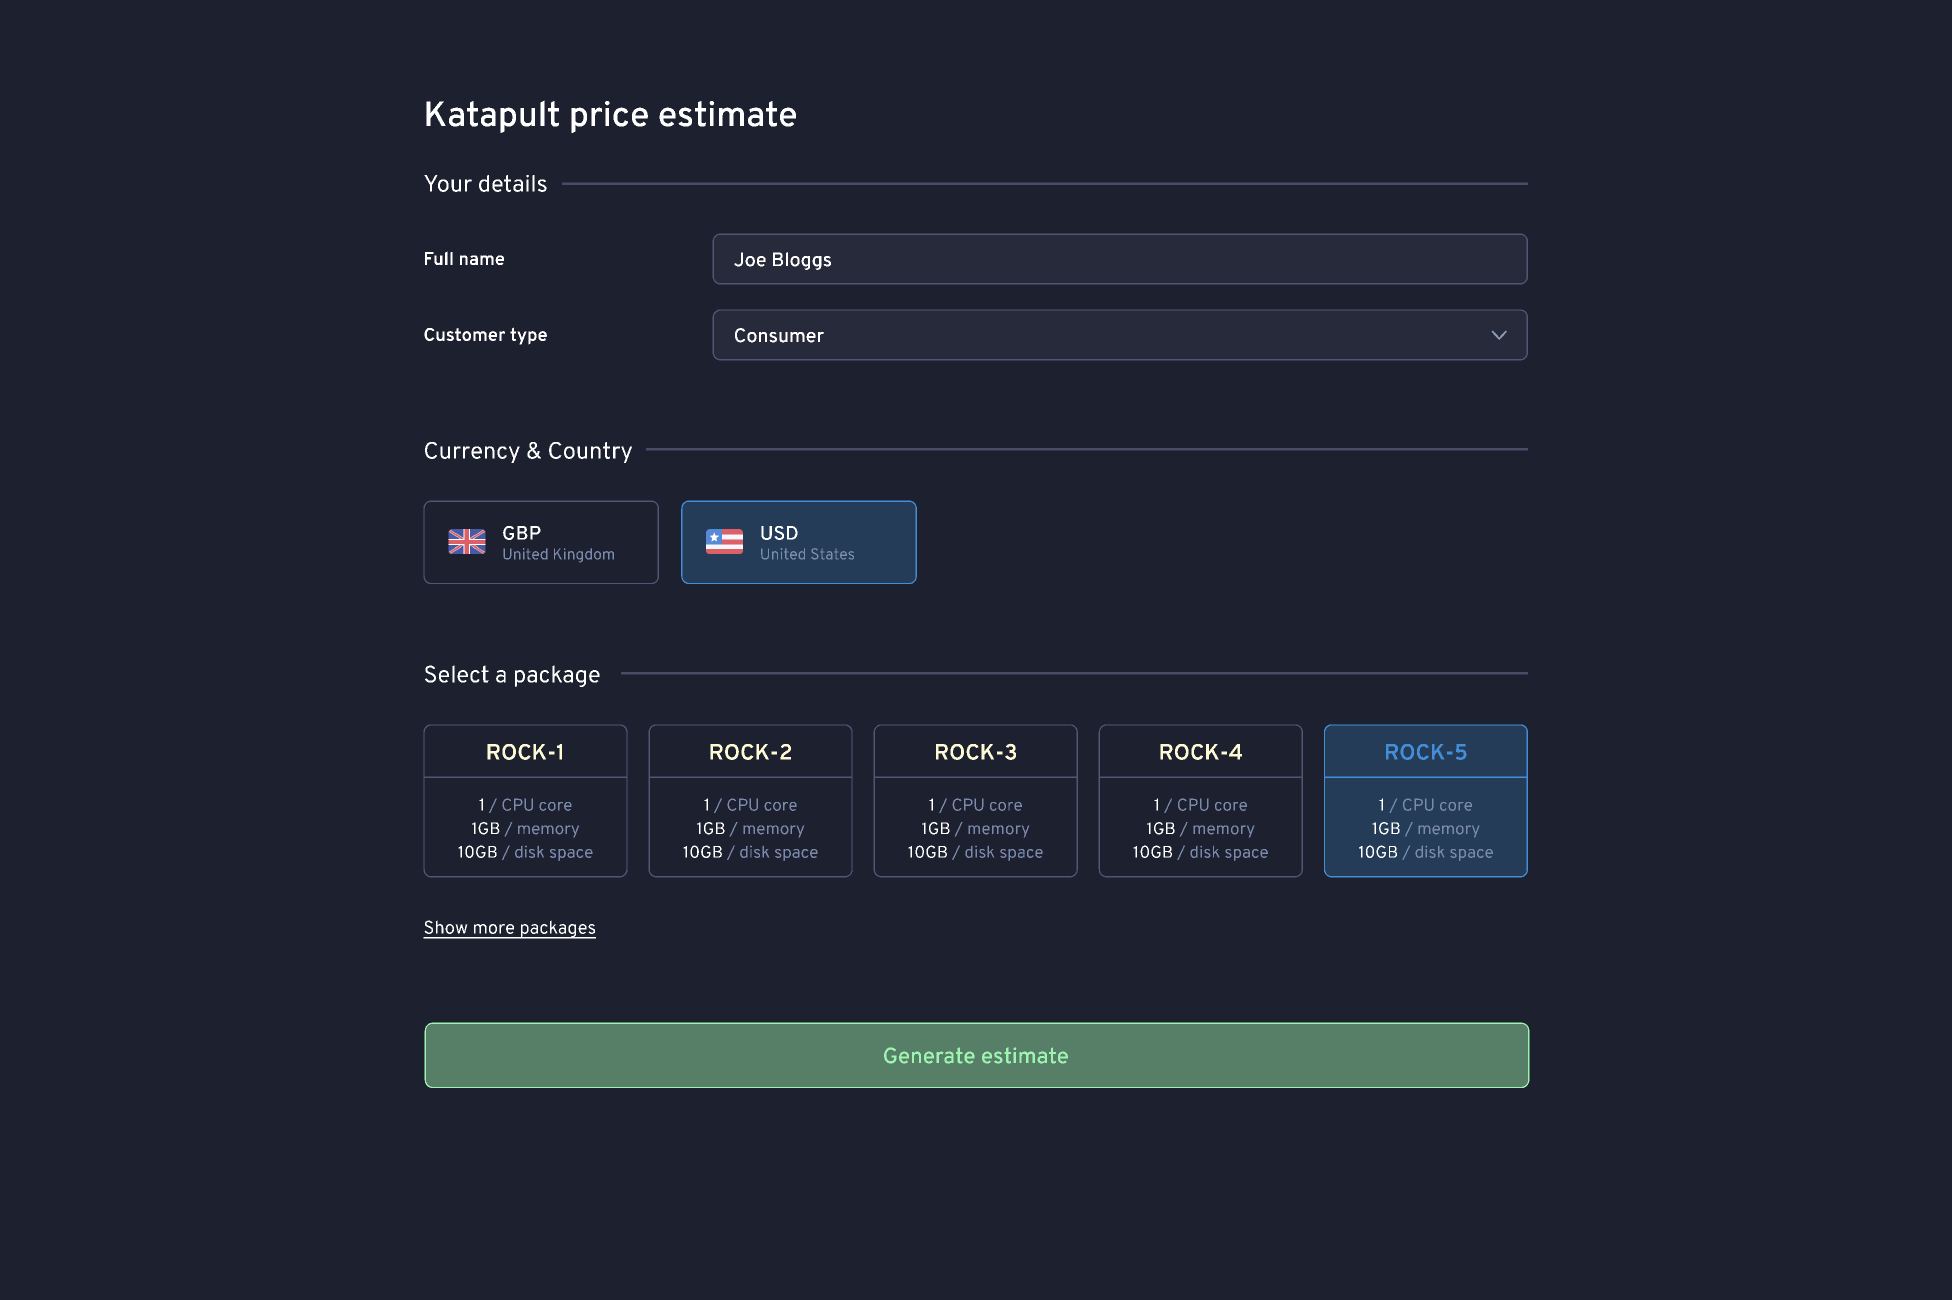 Katapult price estimate
Your details
Full name
Joe Bloggs
Customer type
Consumer
Currency & Country
GBP
United Kingdom
USD
United States
Select a package
ROCK-1
1 / CPU core
1GB / memory
10GB / disk space
ROCK-2
1 / CPU core
1GB / memory
10GB / disk space
ROCK-3
1 / CPU core
1GB / memory
10GB / disk space
ROCK-4
1 / CPU core
1GB / memory
10GB / disk space
ROCK-5
1 / CPU core
1GB / memory
10GB / disk space
Show more packages
Generate estimate